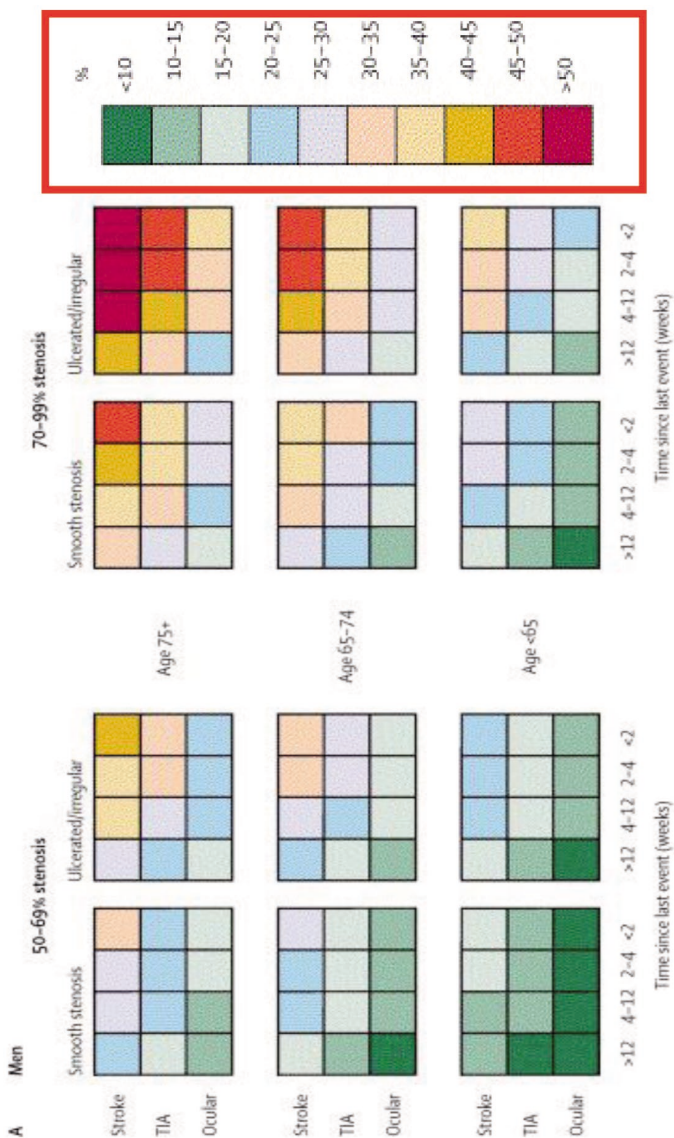 A Men
50–69% stenosis
70–99% stenosis
Smooth stenosis
Ulcerated/irregular
Smooth stenosis
Ulcerated/irregular
%
<10
10–15
15–20
20–25
25–30
30–35
35–40
40–45
45–50
>50
Stroke
TIA
Ocular
Age 75+
Stroke
TIA
Ocular
Age 65–74
Stroke
TIA
Ocular
Age <65
>12 4–12 2–4 <2
>12 4–12 2–4 <2
>12 4–12 2–4 <2
>12 4–12 2–4 <2
Time since last event (weeks)
Time since last event (weeks)